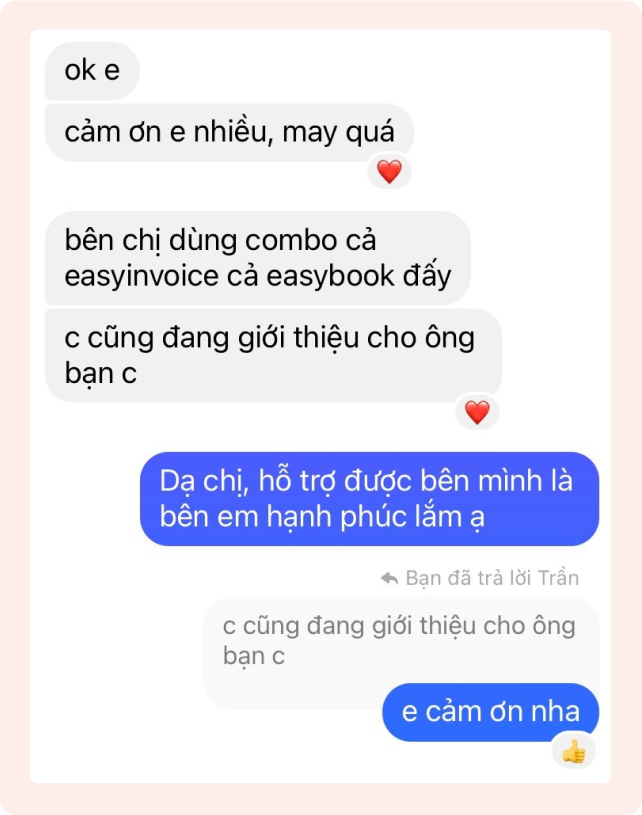 ok e
cảm ơn e nhiều, may quá
bên chị dùng combo cả
easyinvoice cả easybook đấy
c cũng đang giới thiệu cho ông
bạn c
Dạ chị, hỗ trợ được bên mình là
bên em hạnh phúc lắm ạ
Bạn đã trả lời Trần
c cũng đang giới thiệu cho ông
bạn c
e cảm ơn nha